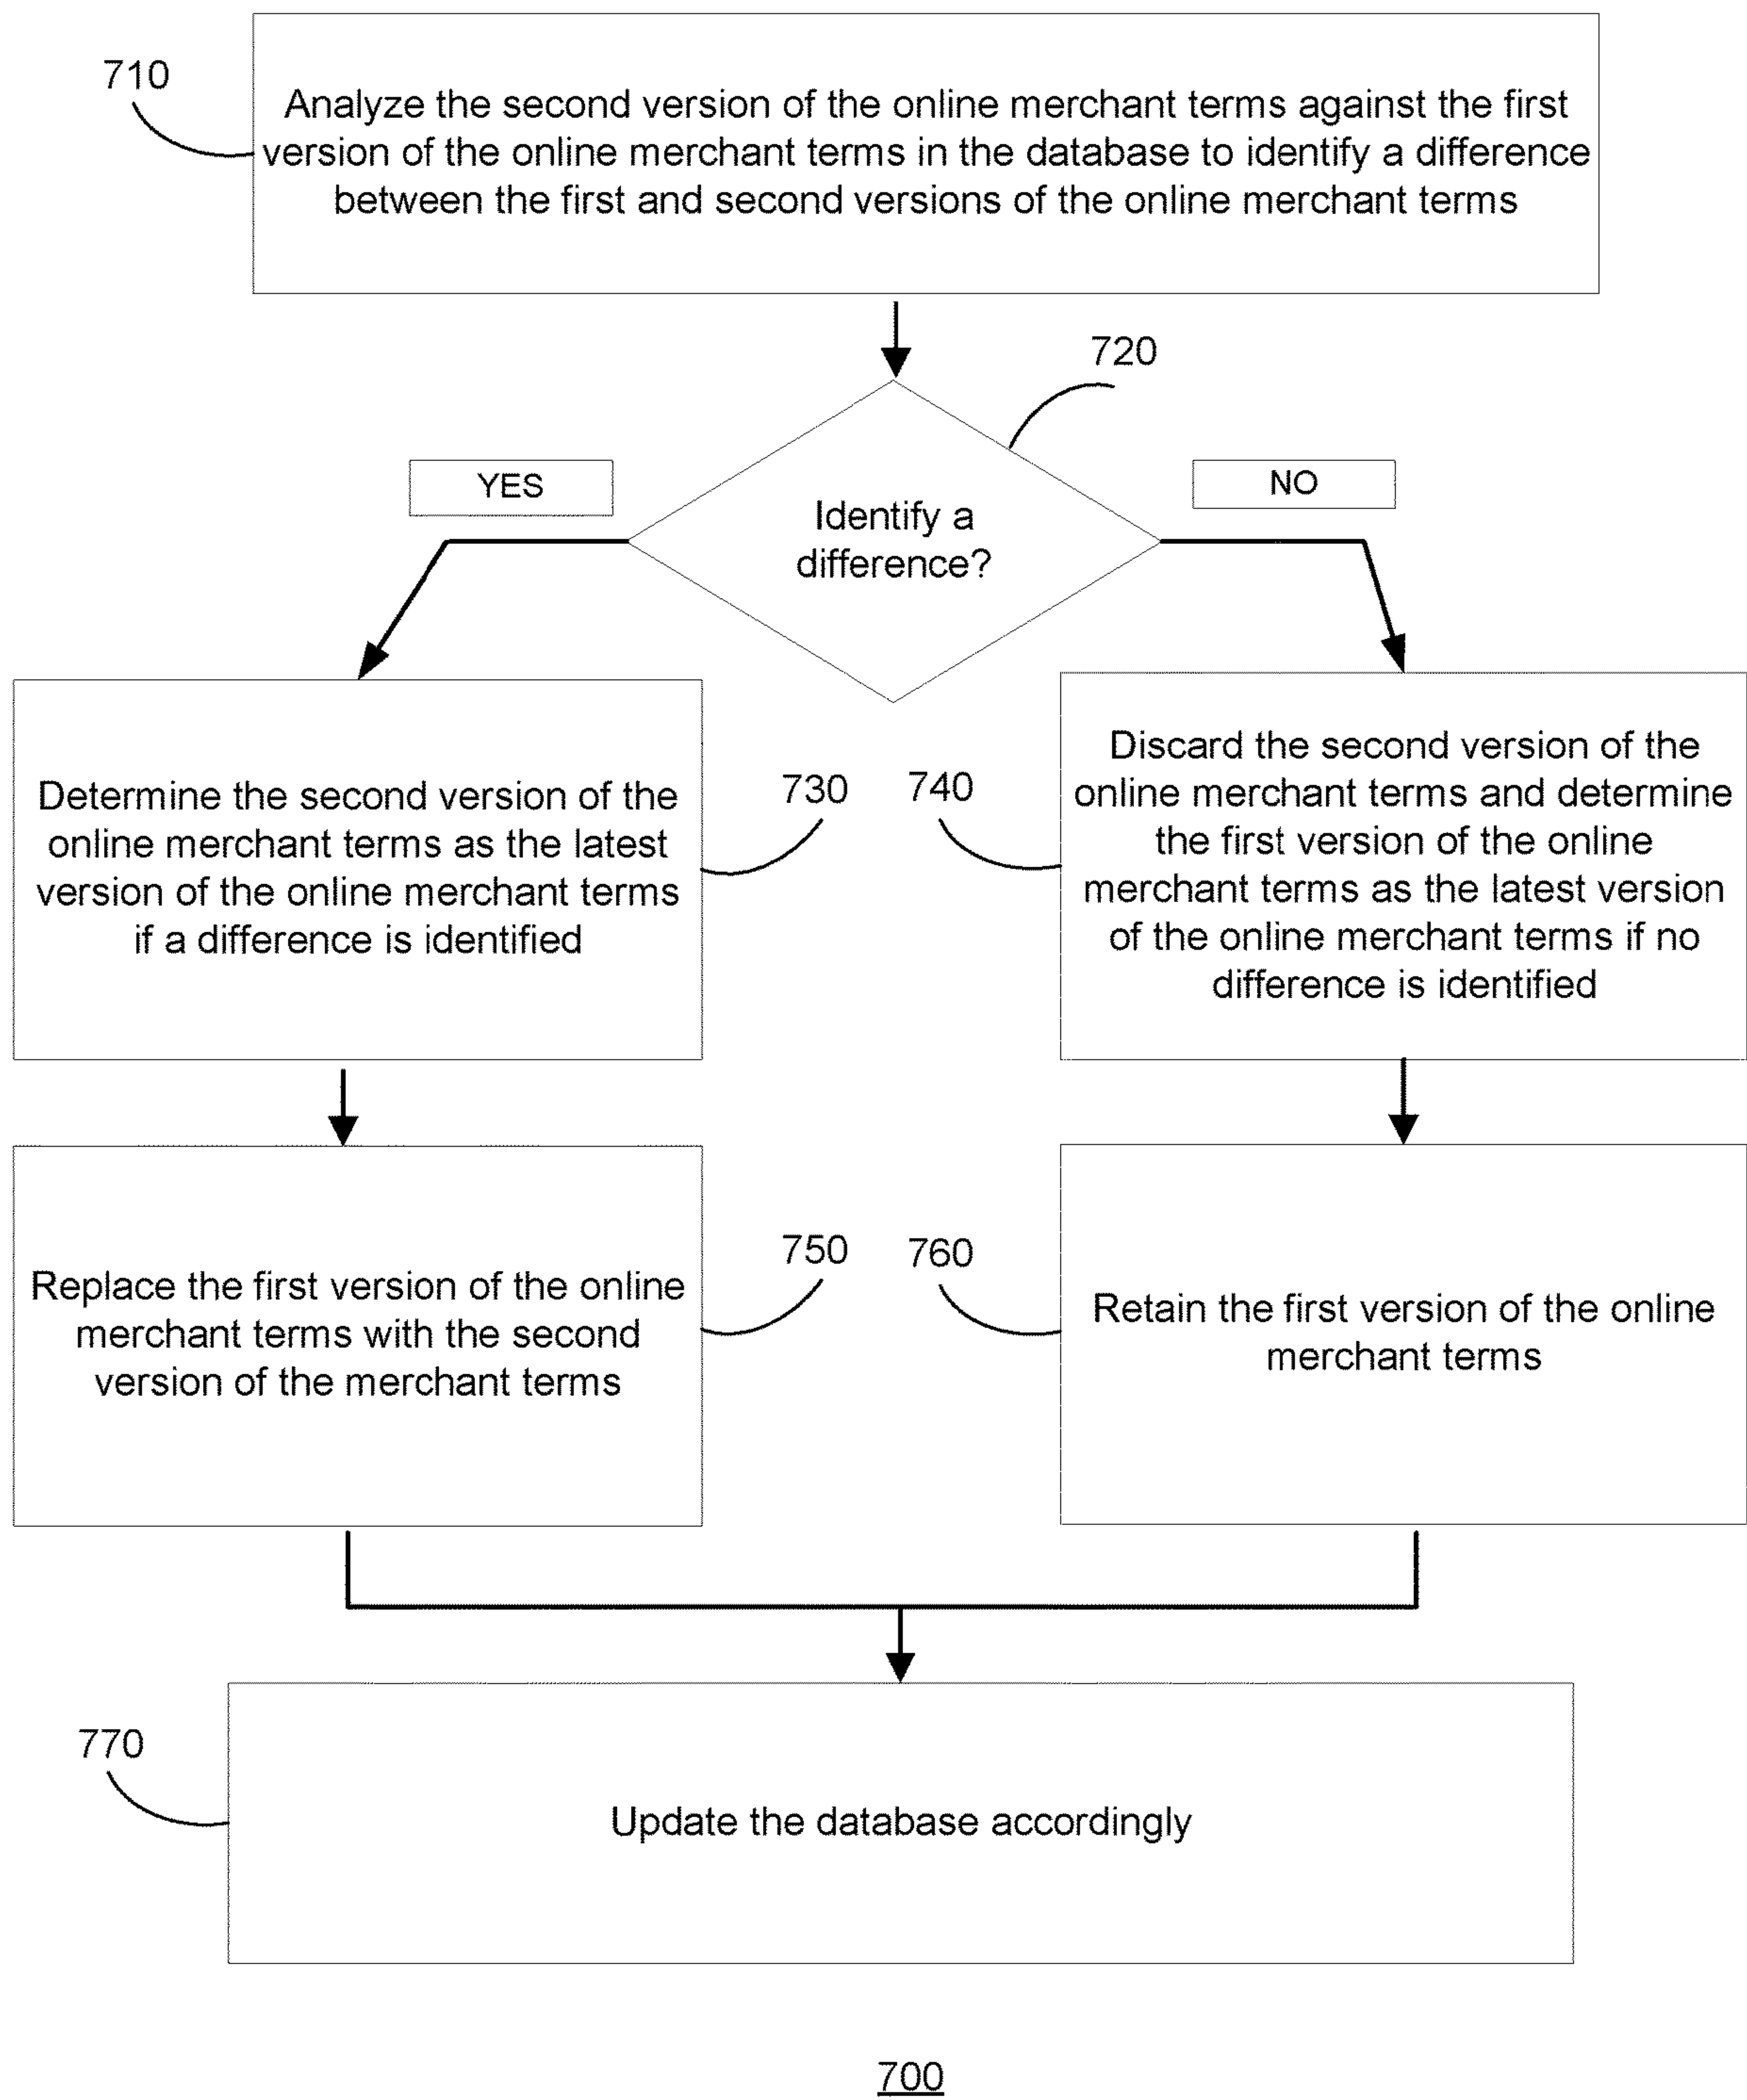 710
Analyze the second version of the online merchant terms against the first
version of the online merchant terms in the database to identify a difference
between the first and second versions of the online merchant terms
720
YES
NO
Identify a
difference?
Determine the second version of the
online merchant terms as the latest
version of the online merchant terms
if a difference is identified
730
740
Discard the second version of the
online merchant terms and determine
the first version of the online
merchant terms as the latest version
of the online merchant terms if no
difference is identified
Replace the first version of the online
merchant terms with the second
version of the merchant terms
750
760
Retain the first version of the online
merchant terms
770
Update the database accordingly
700